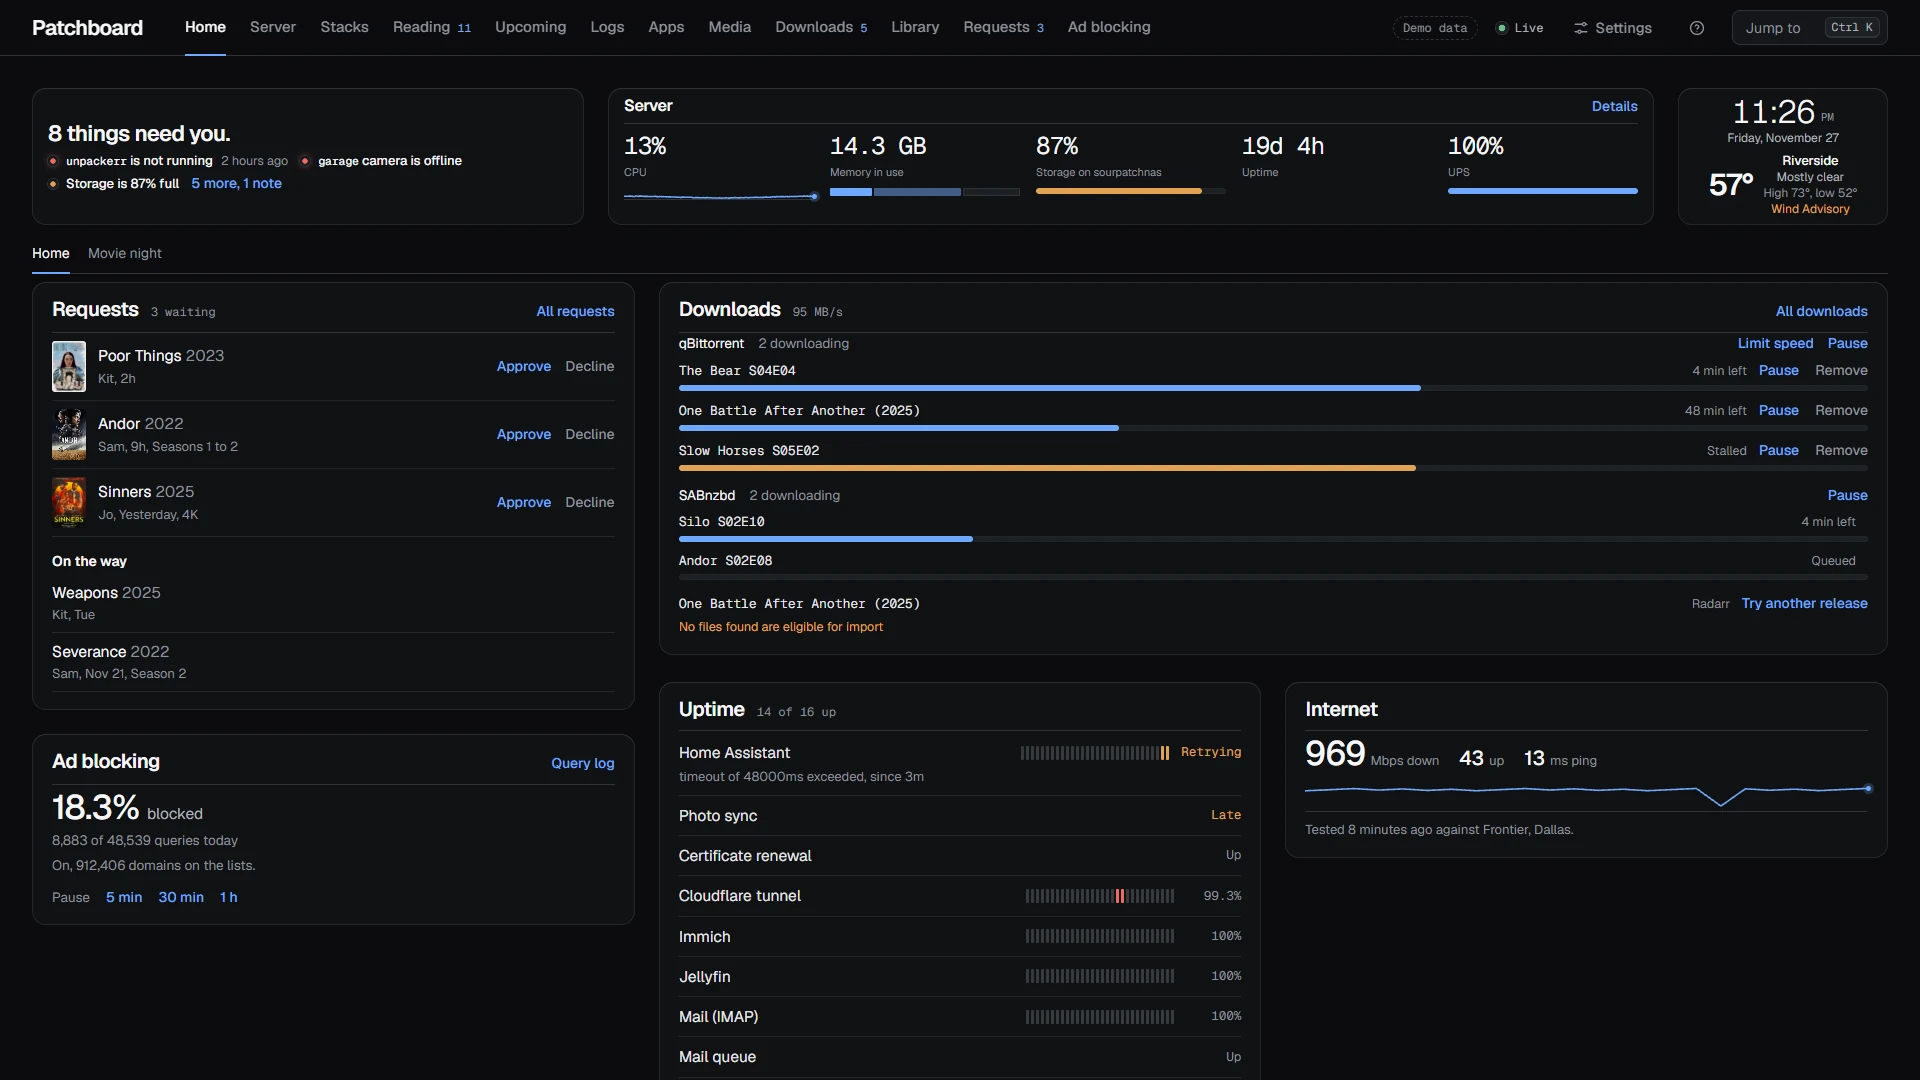 Patchboard Home Server Stacks Reading 11 Upcoming Logs Apps Media Downloads 5 Library Requests 3 Ad blocking Demo data Live Settings Jump to Ctrl K
8 things need you.
unpackerr is not running 2 hours ago garage camera is offline
Storage is 87% full 5 more, 1 note
Server Details
13% 14.3 GB 87% 19d 4h 100%
CPU Memory in use Storage on sourpatchnas Uptime UPS
11:26 PM
Friday, November 27
57°
Riverside
Mostly clear
High 73°, low 52°
Wind Advisory
Home Movie night
Requests 3 waiting All requests
Poor Things 2023
Kit, 2h
Approve Decline
Andor 2022
Sam, 9h, Seasons 1 to 2
Approve Decline
SINNERS
Sinners 2025
Jo, Yesterday, 4K
Approve Decline
On the way
Weapons 2025
Kit, Tue
Severance 2022
Sam, Nov 21, Season 2
Ad blocking Query log
18.3% blocked
8,883 of 48,539 queries today
On, 912,406 domains on the lists.
Pause 5 min 30 min 1 h
Downloads 95 MB/s All downloads
qBittorrent 2 downloading Limit speed Pause
The Bear S04E04 4 min left Pause Remove
One Battle After Another (2025) 48 min left Pause Remove
Slow Horses S05E02 Stalled Pause Remove
SABnzbd 2 downloading Pause
Silo S02E10 4 min left
Andor S02E08 Queued
One Battle After Another (2025) Radarr Try another release
No files found are eligible for import
Uptime 14 of 16 up
Home Assistant Retrying
timeout of 48000ms exceeded, since 3m
Photo sync Late
Certificate renewal Up
Cloudflare tunnel 99.3%
Immich 100%
Jellyfin 100%
Mail (IMAP) 100%
Mail queue Up
Internet
969 Mbps down 43 up 13 ms ping
Tested 8 minutes ago against Frontier, Dallas.